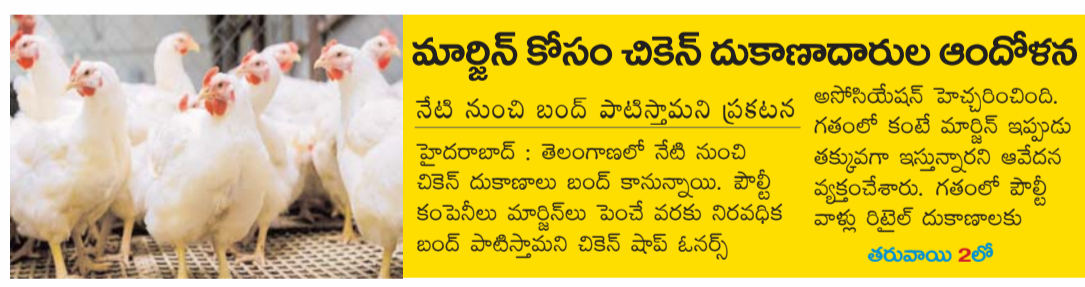 మార్జిన్ కోసం చికెన్ దుకాణాదారుల ఆందోళన
నేటి నుంచి బంద్ పాటిస్తామని ప్రకటన
హైదరాబాద్ : తెలంగాణలో నేటి నుంచి
చికెన్ దుకాణాలు బంద్ కానున్నాయి. పౌల్ట్రీ
కంపెనీలు మార్జిన్‌లు పెంచే వరకు నిరవధిక
బంద్ పాటిస్తామని చికెన్ షాప్ ఓనర్స్
అసోసియేషన్ హెచ్చరించింది.
గతంలో కంటే మార్జిన్ ఇప్పుడు
తక్కువగా ఇస్తున్నారని ఆవేదన
వ్యక్తంచేశారు. గతంలో పౌల్ట్రీ
వాళ్లు రిటైల్ దుకాణాలకు
తరువాయి 2లో